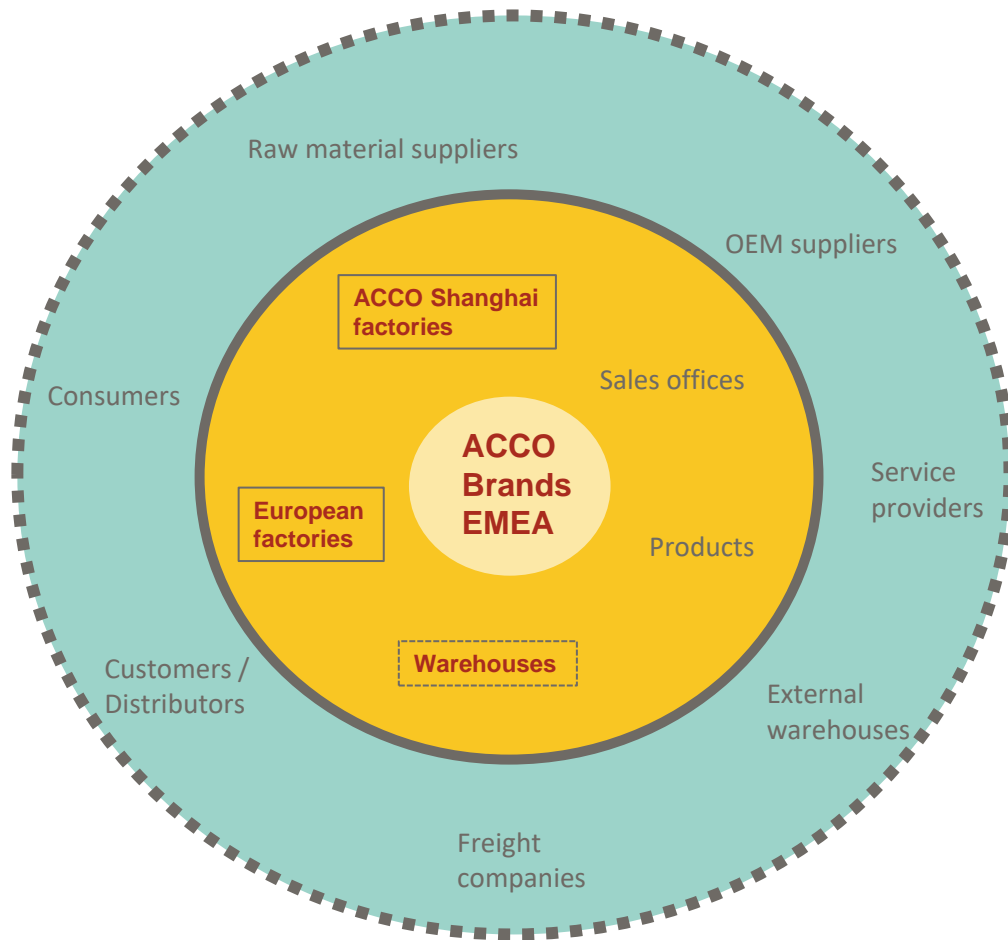 Raw material suppliers
OEM suppliers
ACCO Shanghai
factories
Sales offices
Consumers
ACCO
Brands
EMEA
Service
providers
European
factories
Products
Warehouses
Customers /
Distributors
External
warehouses
Freight
companies